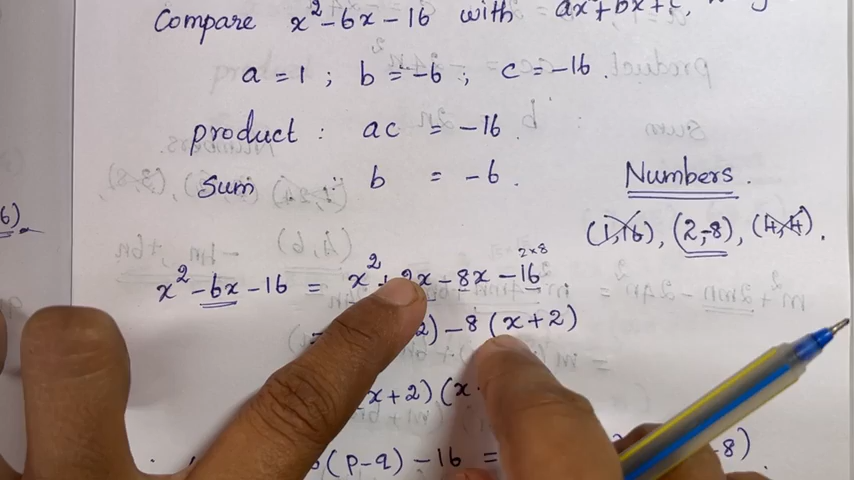 Compare x² - 6x - 16 with ax² + bx + c,
a = 1 ; b = -6 ; c = -16 .
product : ac = -16 .
Sum : b = -6 .
Numbers .
(1,16), (2,-8), (4,4) .
6) .
2×8
x² - 6x - 16 = x² + 2x - 8x - 16
2) - 8 (x + 2)
x + 2) (x
(p-q) - 16 =
- 8) .